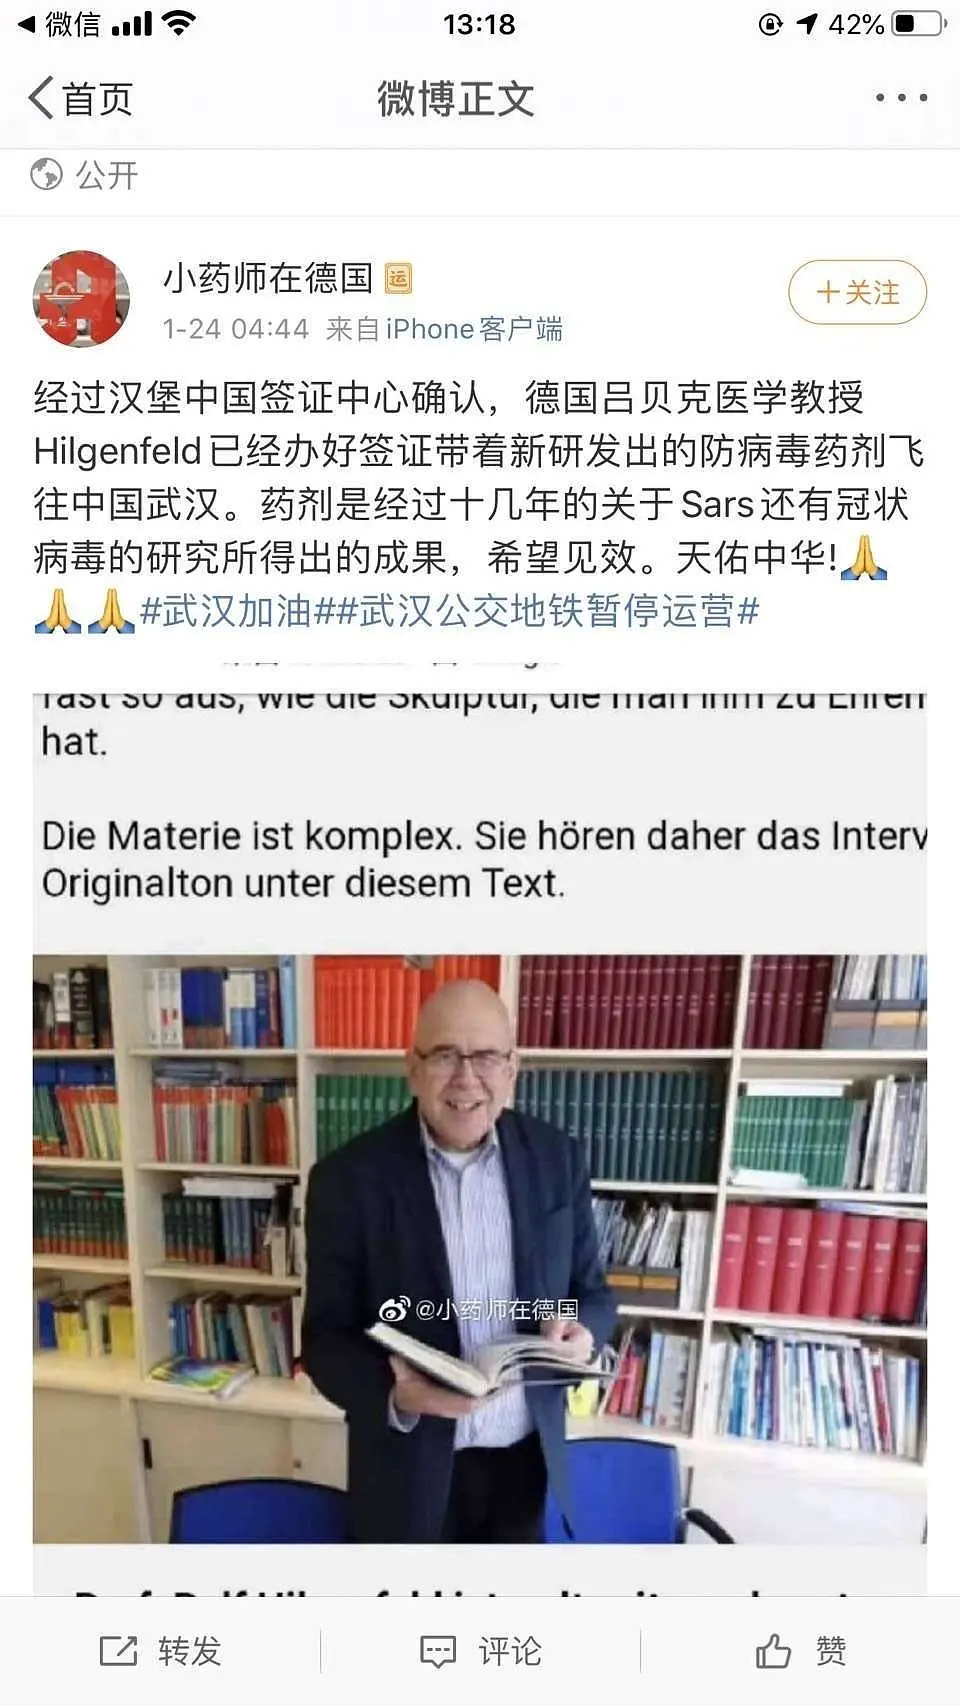 微信
13:18
42%
首页
微博正文
公开
小药师在德国 运
1-24 04:44 来自iPhone客户端
+关注
经过汉堡中国签证中心确认，德国吕贝克医学教授
Hilgenfeld已经办好签证带着新研发出的防病毒药剂飞
往中国武汉。药剂是经过十几年的关于Sars还有冠状
病毒的研究所得出的成果，希望见效。天佑中华!🙏
🙏🙏#武汉加油##武汉公交地铁暂停运营#
fast so aus, wie die Skulptur, die man ihm zu Ehren
hat.
Die Materie ist komplex. Sie hören daher das Interv
Originalton unter diesem Text.
@小药师在德国
转发
评论
赞